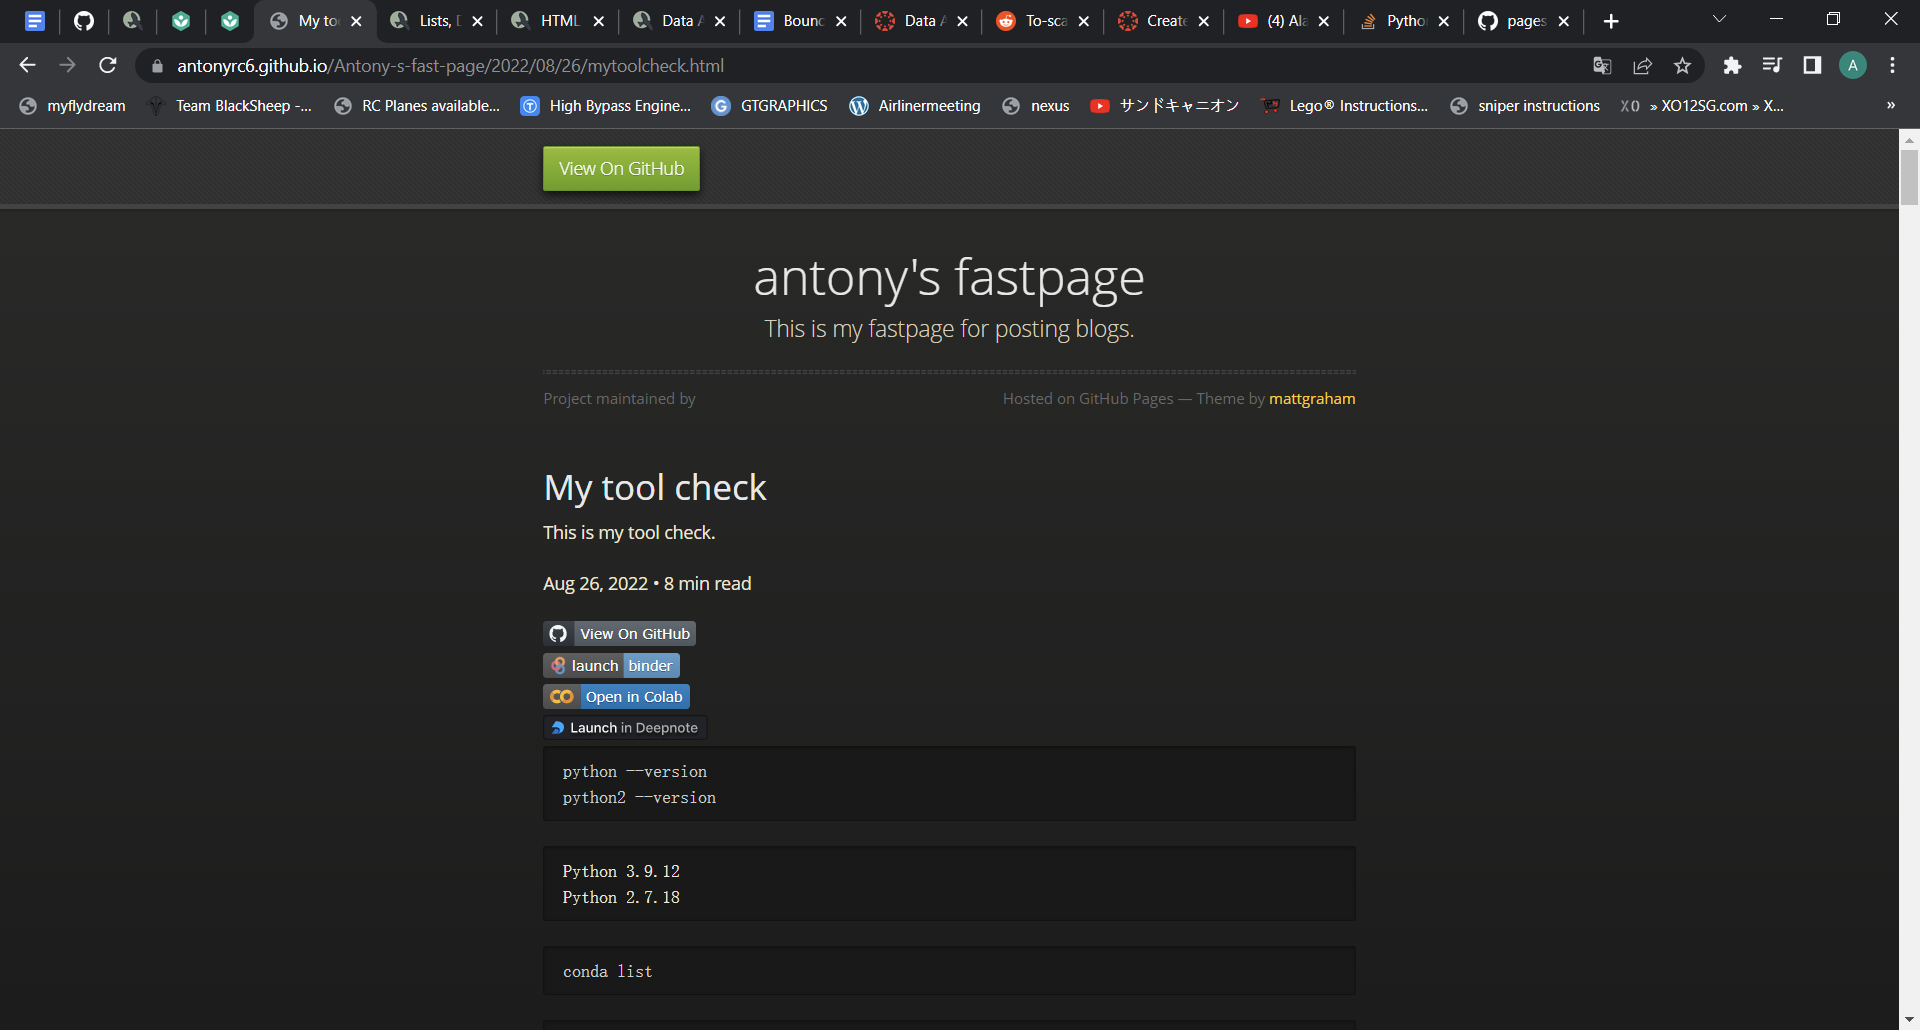 My to
Lists, D
HTML
Data A
Bounc
Data A
To-sca
Create
(4) Ala
Pytho
pages
antonyrc6.github.io/Antony-s-fast-page/2022/08/26/mytoolcheck.html
A
myflydream
Team BlackSheep -...
RC Planes available...
High Bypass Engine...
GTGRAPHICS
Airlinermeeting
nexus
サンドキャニオン
Lego® Instructions...
sniper instructions
XO » XO12SG.com » X...
»
View On GitHub
antony's fastpage
This is my fastpage for posting blogs.
Project maintained by
Hosted on GitHub Pages — Theme by mattgraham
My tool check
This is my tool check.
Aug 26, 2022 • 8 min read
View On GitHub
launch binder
Open in Colab
Launch in Deepnote
python --version
python2 --version
Python 3.9.12
Python 2.7.18
conda list